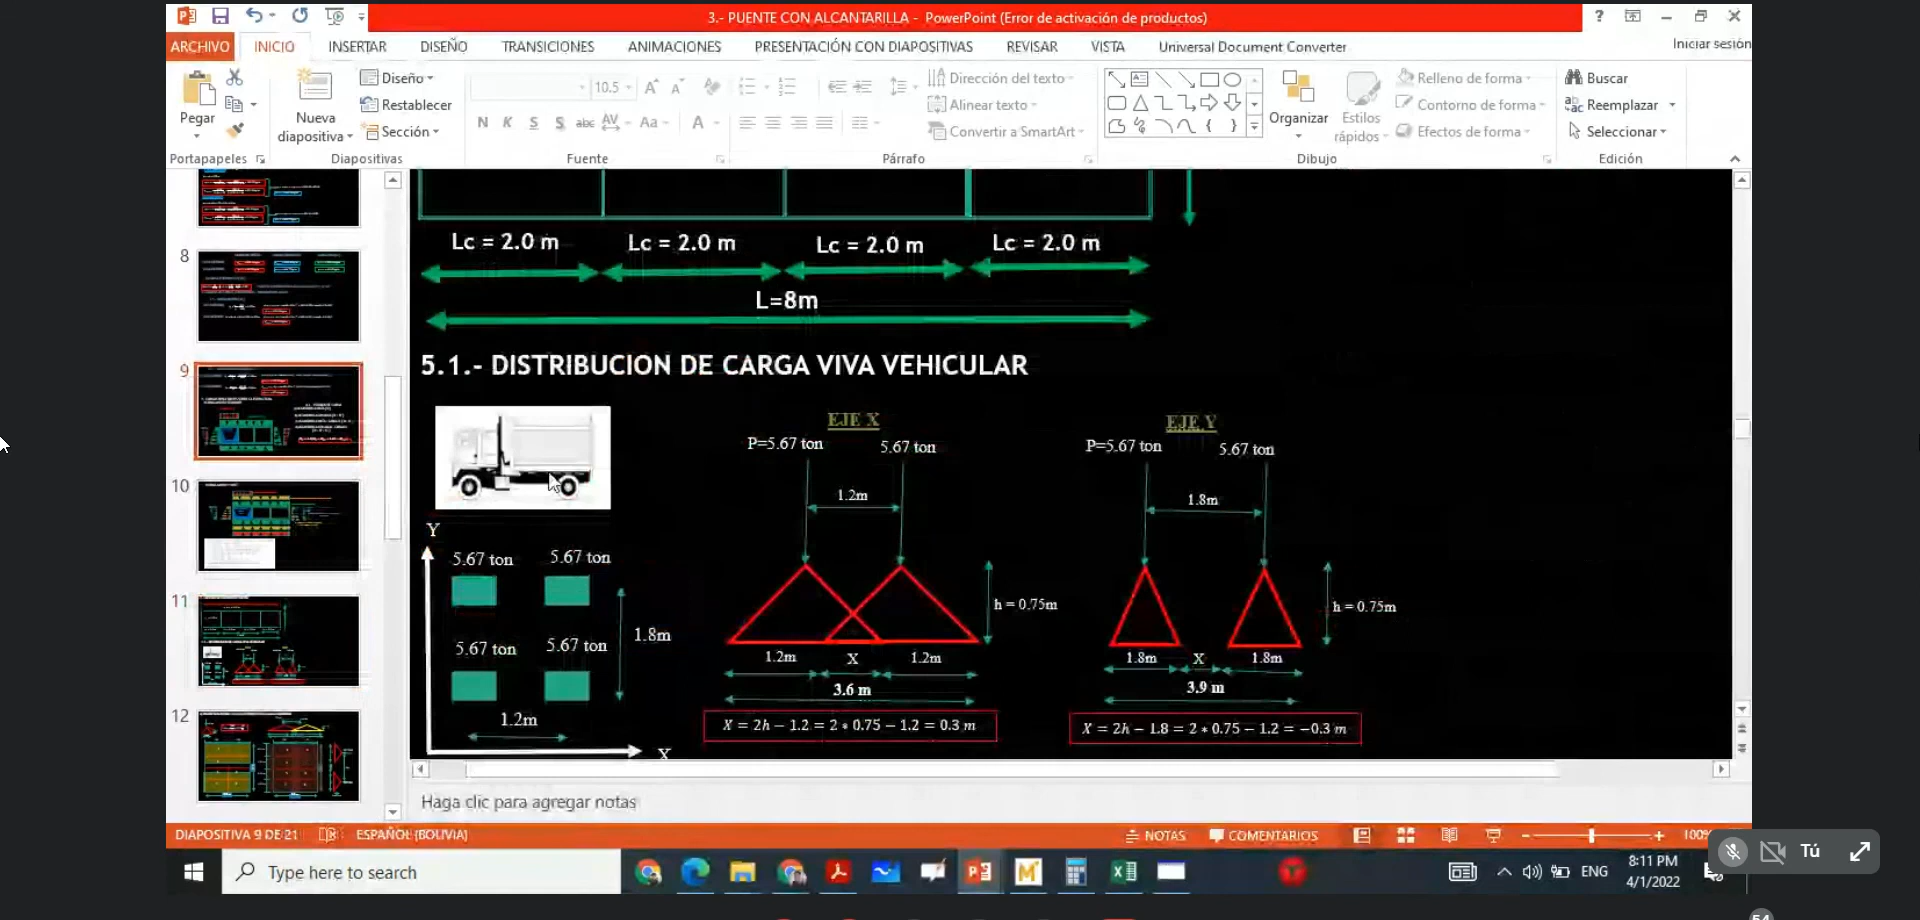 3.- PUENTE CON ALCANTARILLA - PowerPoint (Error de activación de productos)
ARCHIVO INICIO INSERTAR DISEÑO TRANSICIONES ANIMACIONES PRESENTACIÓN CON DIAPOSITIVAS REVISAR VISTA Universal Document Converter Iniciar sesión
Pegar
Nueva diapositiva
Diseño
Restablecer
Sección
10.5
N K S S abc AV Aa A
Dirección del texto
Alinear texto
Convertir a SmartArt
Organizar
Estilos rápidos
Relleno de forma
Contorno de forma
Efectos de forma
Buscar
Reemplazar
Seleccionar
Portapapeles Diapositivas Fuente Párrafo Dibujo Edición
8
9
10
11
12
Lc = 2.0 m Lc = 2.0 m Lc = 2.0 m Lc = 2.0 m
L=8m
5.1.- DISTRIBUCION DE CARGA VIVA VEHICULAR
Y
5.67 ton 5.67 ton
5.67 ton 5.67 ton
1.8m
1.2m
X
EJE X
P=5.67 ton 5.67 ton
1.2m
h = 0.75m
1.2m X 1.2m
3.6 m
X = 2h − 1.2 = 2 * 0.75 − 1.2 = 0.3 m
EJE Y
P=5.67 ton 5.67 ton
1.8m
h = 0.75m
1.8m X 1.8m
3.9 m
X = 2h − 1.8 = 2 * 0.75 − 1.2 = −0.3 m
Haga clic para agregar notas
DIAPOSITIVA 9 DE 21 ESPAÑOL (BOLIVIA) NOTAS COMENTARIOS 100%
Type here to search
ENG
8:11 PM
4/1/2022
Tú